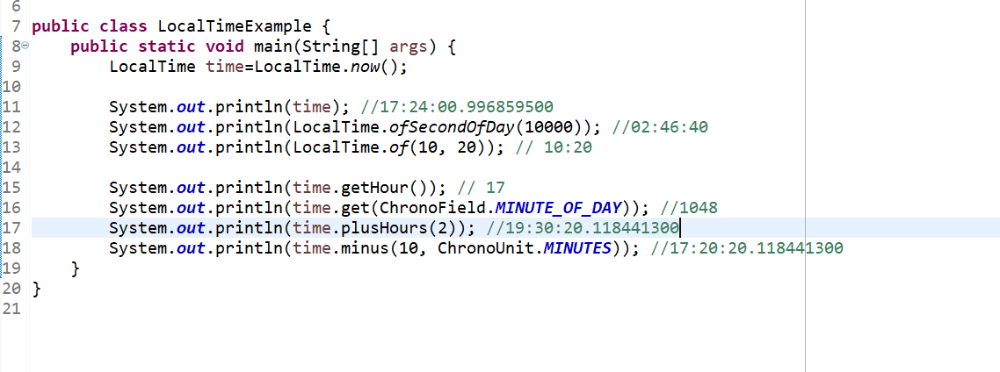 6
7 public class LocalTimeExample {
8 public static void main(String[] args) {
9 LocalTime time=LocalTime.now();
10
11 System.out.println(time); //17:24:00.996859500
12 System.out.println(LocalTime.ofSecondOfDay(10000)); //02:46:40
13 System.out.println(LocalTime.of(10, 20)); // 10:20
14
15 System.out.println(time.getHour()); // 17
16 System.out.println(time.get(ChronoField.MINUTE_OF_DAY)); //1048
17 System.out.println(time.plusHours(2)); //19:30:20.118441300
18 System.out.println(time.minus(10, ChronoUnit.MINUTES)); //17:20:20.118441300
19 }
20 }
21